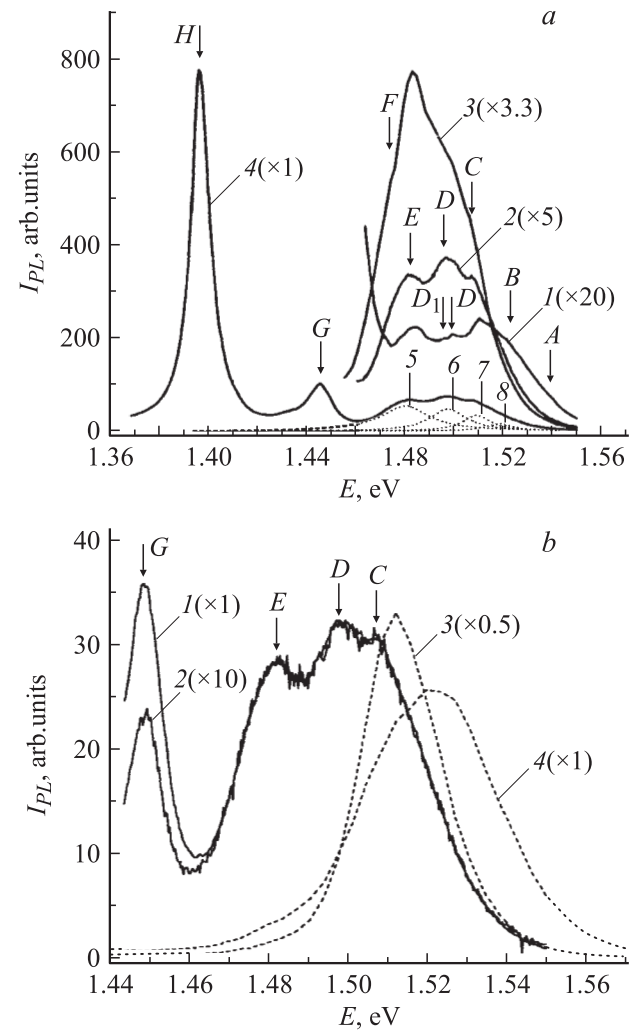 a
H
800
F
3(×3.3)
600
4(×1)
C
D
2(×5)
E
400
B
D₁ D
1(×20)
A
G
200
5 6 7 8
0
1.36 1.40 1.44 1.48 1.52 1.56
E, eV
I_PL, arb.units
b
40
G
D C
E
1(×1)
3(×0.5)
30
2(×10)
4(×1)
20
10
0
1.44 1.46 1.48 1.50 1.52 1.54 1.56
E, eV
I_PL, arb.units